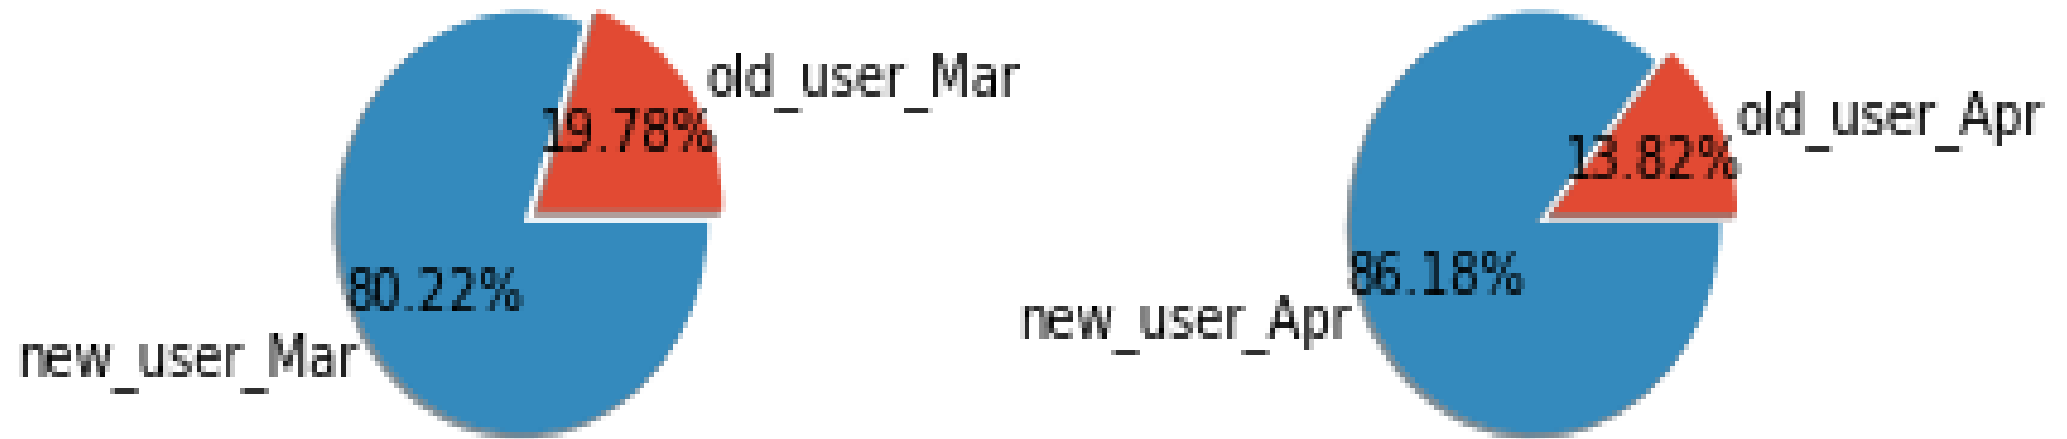 old_user_Mar
19.78%
80.22%
new_user_Mar
old_user_Apr
13.82%
86.18%
new_user_Apr